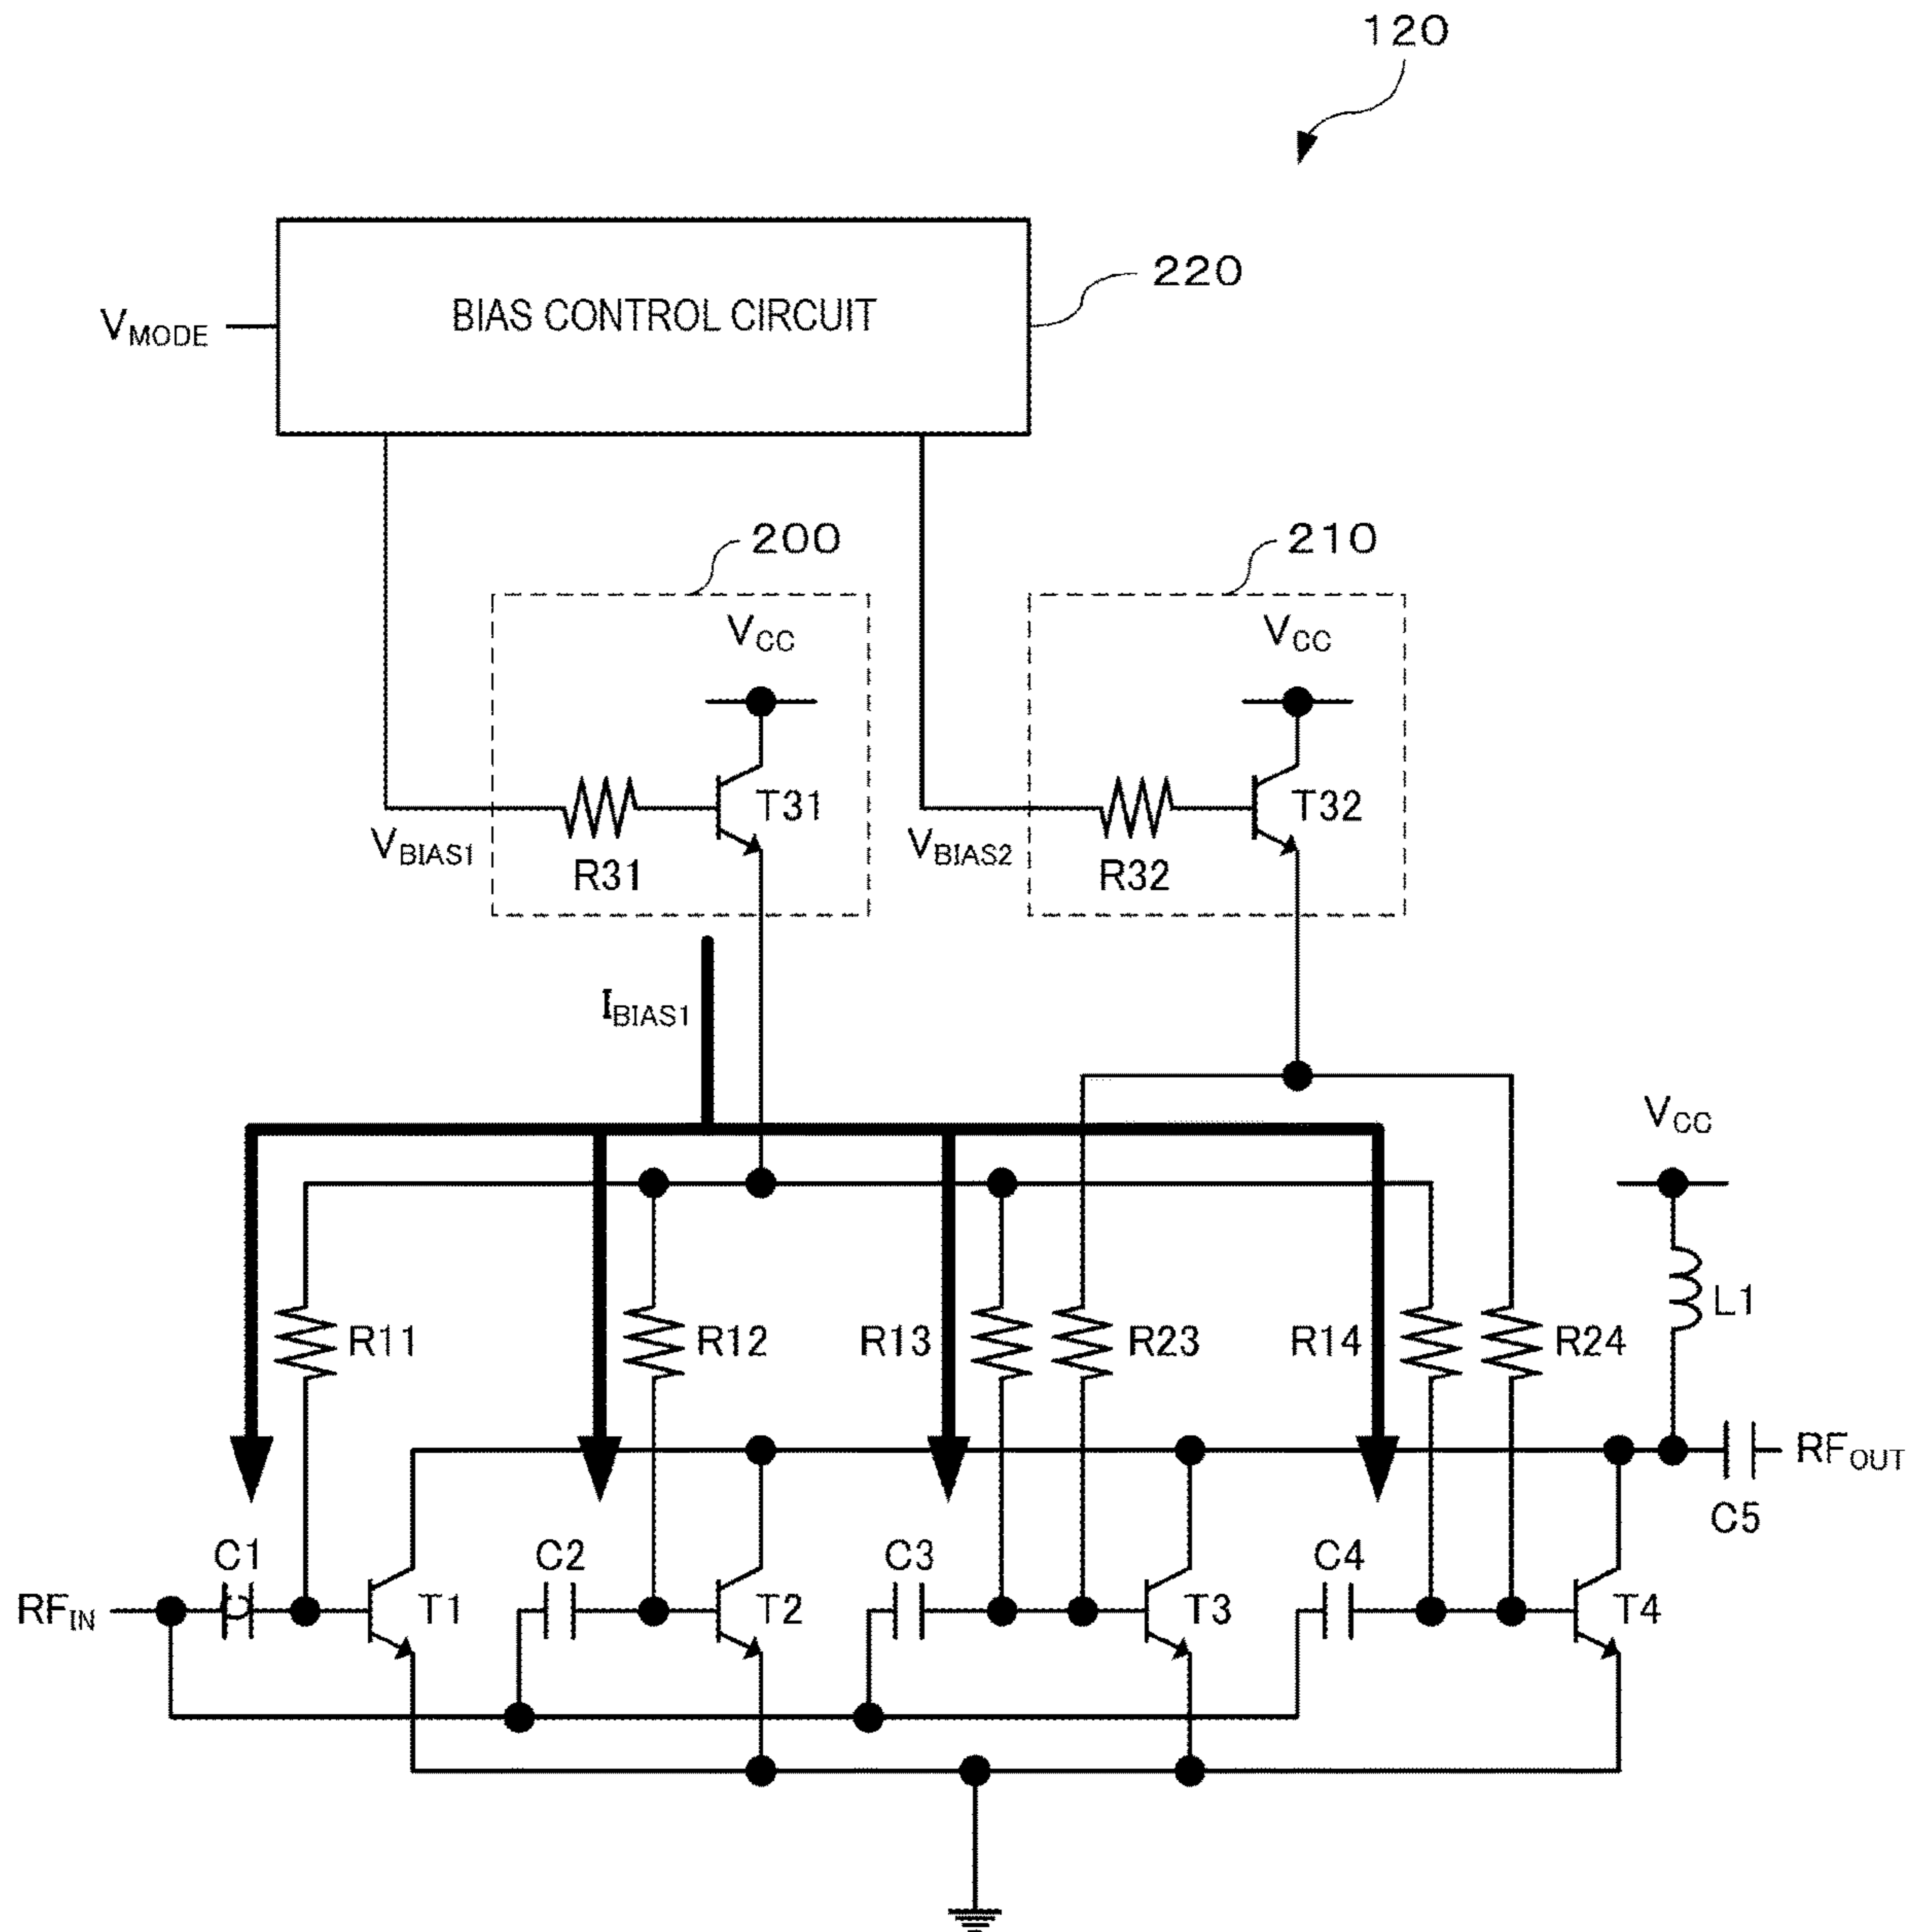 120
220
BIAS CONTROL CIRCUIT
VMODE
200
210
VCC
VCC
T31
T32
VBIAS1
R31
VBIAS2
R32
IBIAS1
VCC
L1
R11
R12
R13
R23
R14
R24
RFOUT
C5
C1
C2
C3
C4
RFIN
T1
T2
T3
T4